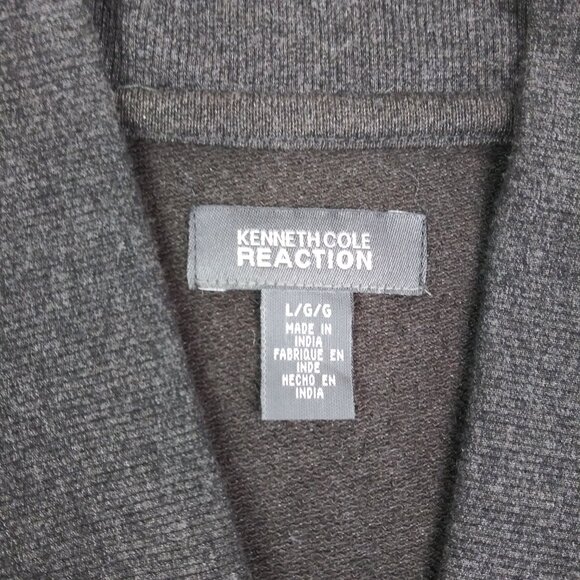 KENNETH COLE
REACTION
L/G/G
MADE IN
INDIA
FABRIQUE EN
INDE
HECHO EN
INDIA